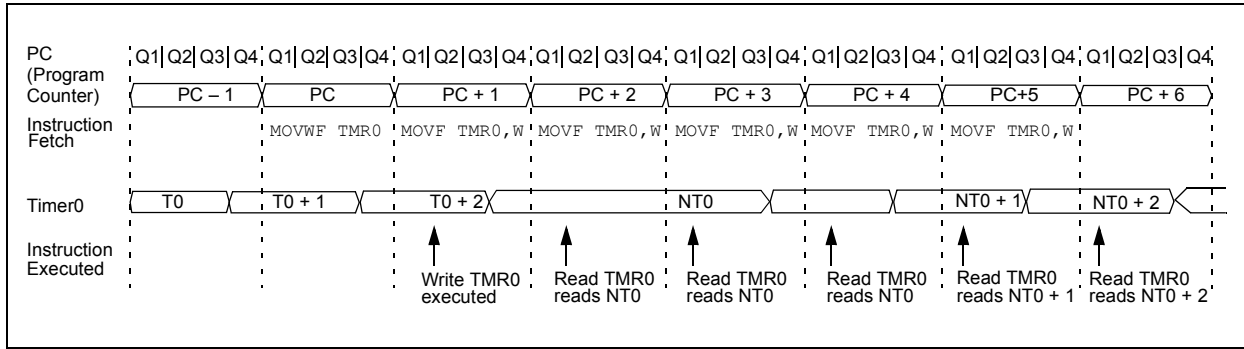 PC
(Program
Counter)
Q1 Q2 Q3 Q4 Q1 Q2 Q3 Q4 Q1 Q2 Q3 Q4 Q1 Q2 Q3 Q4 Q1 Q2 Q3 Q4 Q1 Q2 Q3 Q4 Q1 Q2 Q3 Q4 Q1 Q2 Q3 Q4
PC – 1 PC PC + 1 PC + 2 PC + 3 PC + 4 PC+5 PC + 6
Instruction
Fetch
MOVWF TMR0 MOVF TMR0,W MOVF TMR0,W MOVF TMR0,W MOVF TMR0,W MOVF TMR0,W
Timer0
T0 T0 + 1 T0 + 2 NT0 NT0 + 1 NT0 + 2
Instruction
Executed
Write TMR0
executed
Read TMR0
reads NT0
Read TMR0
reads NT0
Read TMR0
reads NT0
Read TMR0
reads NT0 + 1
Read TMR0
reads NT0 + 2